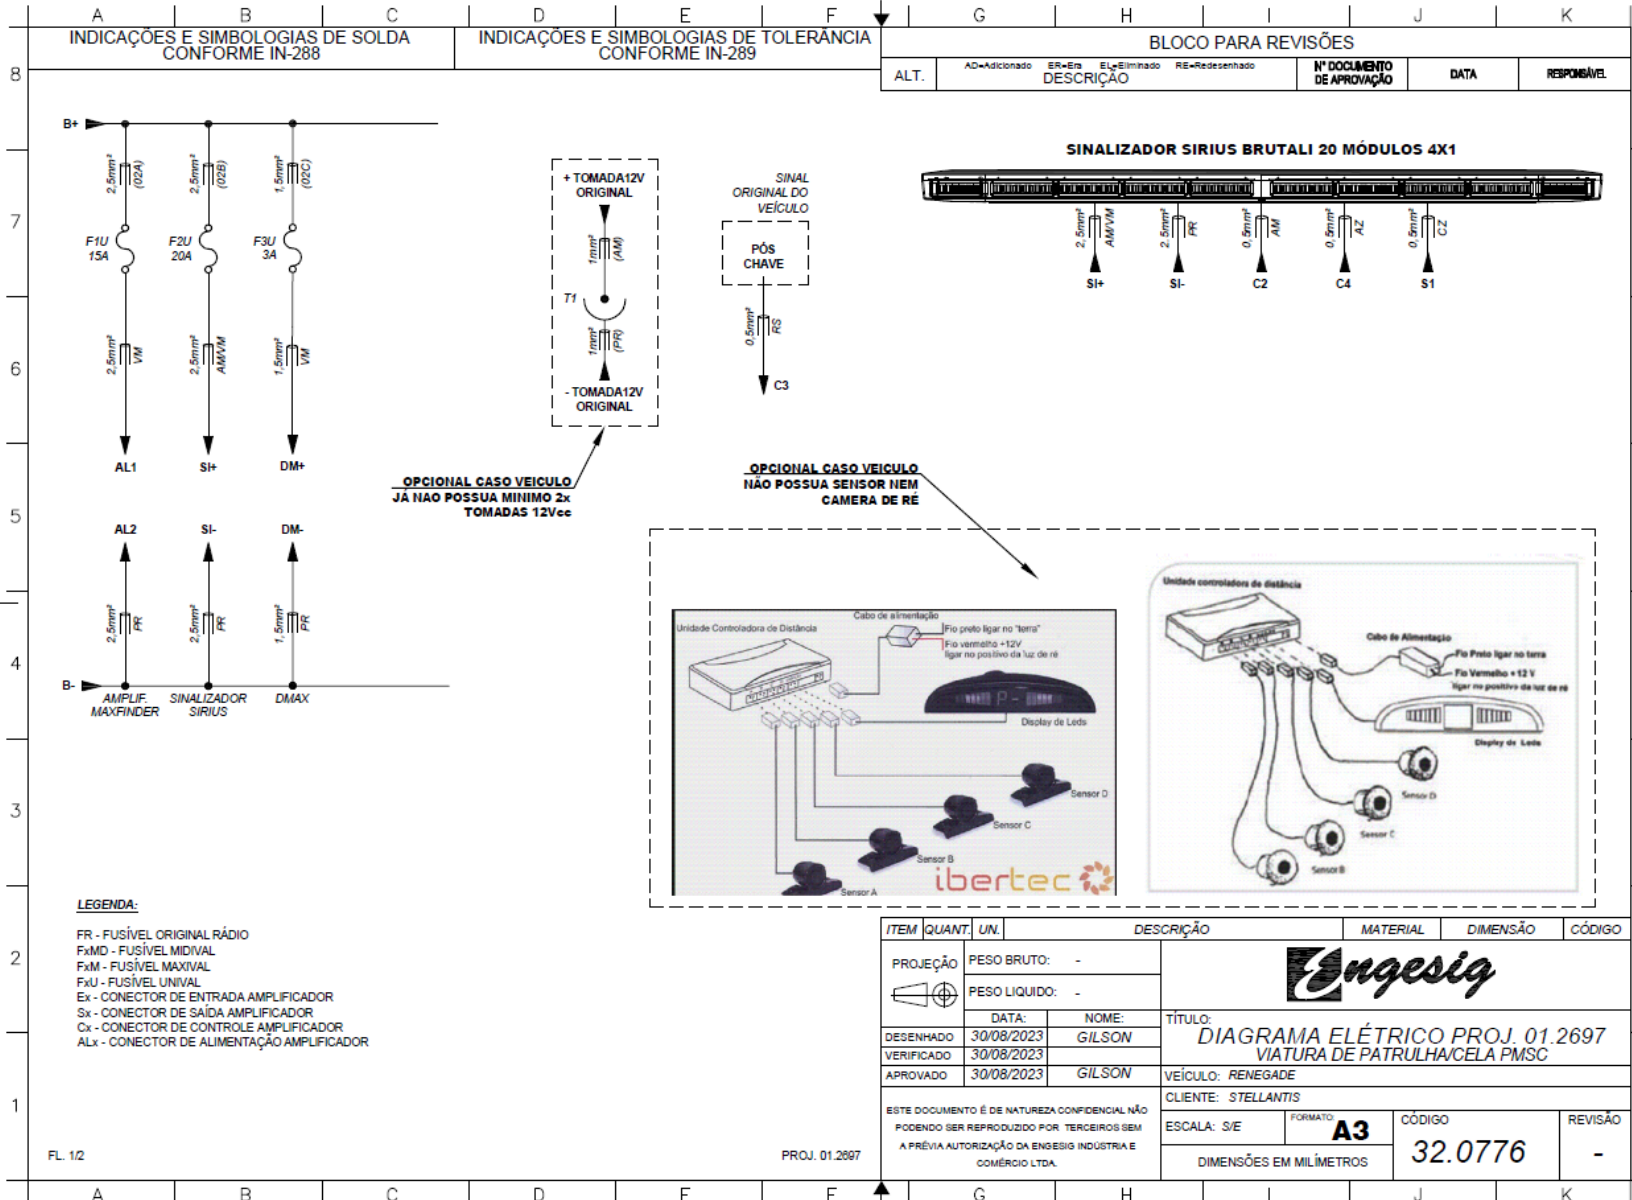 A B C D E F G H I J K
INDICAÇÕES E SIMBOLOGIAS DE SOLDA
CONFORME IN-288
INDICAÇÕES E SIMBOLOGIAS DE TOLERÂNCIA
CONFORME IN-289
BLOCO PARA REVISÕES
ALT.
AD=Adicionado ER=Era EL=Eliminado RE=Redesenhado
DESCRIÇÃO
N° DOCUMENTO
DE APROVAÇÃO
DATA
RESPONSÁVEL
8
7
6
5
4
3
2
1
B+
2,5mm²
(02A)
2,5mm²
(02B)
1,5mm²
(02C)
F1U
15A
F2U
20A
F3U
3A
2,5mm²
VM
2,5mm²
AM/VM
1,5mm²
VM
AL1
SI+
DM+
AL2
SI-
DM-
2,5mm²
PR
2,5mm²
PR
1,5mm²
PR
B-
AMPLIF.
MAXFINDER
SINALIZADOR
SIRIUS
DMAX
+ TOMADA12V
ORIGINAL
1mm²
(AM)
T1
1mm²
(PR)
- TOMADA12V
ORIGINAL
OPCIONAL CASO VEICULO
JÁ NAO POSSUA MINIMO 2x
TOMADAS 12Vcc
SINAL
ORIGINAL DO
VEÍCULO
PÓS
CHAVE
0,5mm²
RS
C3
OPCIONAL CASO VEICULO
NÃO POSSUA SENSOR NEM
CAMERA DE RÉ
SINALIZADOR SIRIUS BRUTALI 20 MÓDULOS 4X1
2,5mm²
AM/VM
2,5mm²
PR
0,5mm²
AM
0,5mm²
AZ
0,5mm²
CZ
SI+
SI-
C2
C4
S1
Cabo de alimentação
Unidade Controladora de Distância
Fio preto ligar no "terra"
Fio vermelho +12V
ligar no positivo da luz de ré
Display de Leds
Sensor D
Sensor C
Sensor B
Sensor A
ibertec
Unidade controladora de distância
Cabo de Alimentação
Fio Preto ligar no terra
Fio Vermelho + 12 V
ligar no positivo da luz de ré
Display de Leds
Sensor D
Sensor C
Sensor B
LEGENDA:
FR - FUSÍVEL ORIGINAL RÁDIO
FxMD - FUSÍVEL MIDIVAL
FxM - FUSÍVEL MAXIVAL
FxU - FUSÍVEL UNIVAL
Ex - CONECTOR DE ENTRADA AMPLIFICADOR
Sx - CONECTOR DE SAÍDA AMPLIFICADOR
Cx - CONECTOR DE CONTROLE AMPLIFICADOR
ALx - CONECTOR DE ALIMENTAÇÃO AMPLIFICADOR
FL. 1/2
PROJ. 01.2697
ITEM QUANT. UN. DESCRIÇÃO MATERIAL DIMENSÃO CÓDIGO
PROJEÇÃO
PESO BRUTO: -
PESO LIQUIDO: -
Engesig
DATA: NOME:
DESENHADO 30/08/2023 GILSON
VERIFICADO 30/08/2023
APROVADO 30/08/2023 GILSON
TÍTULO:
DIAGRAMA ELÉTRICO PROJ. 01.2697
VIATURA DE PATRULHA/CELA PMSC
VEÍCULO: RENEGADE
CLIENTE: STELLANTIS
ESTE DOCUMENTO É DE NATUREZA CONFIDENCIAL NÃO
PODENDO SER REPRODUZIDO POR TERCEIROS SEM
A PRÉVIA AUTORIZAÇÃO DA ENGESIG INDÚSTRIA E
COMÉRCIO LTDA.
ESCALA: S/E
FORMATO:
A3
DIMENSÕES EM MILÍMETROS
CÓDIGO
32.0776
REVISÃO
-
A B C D E F G H I J K